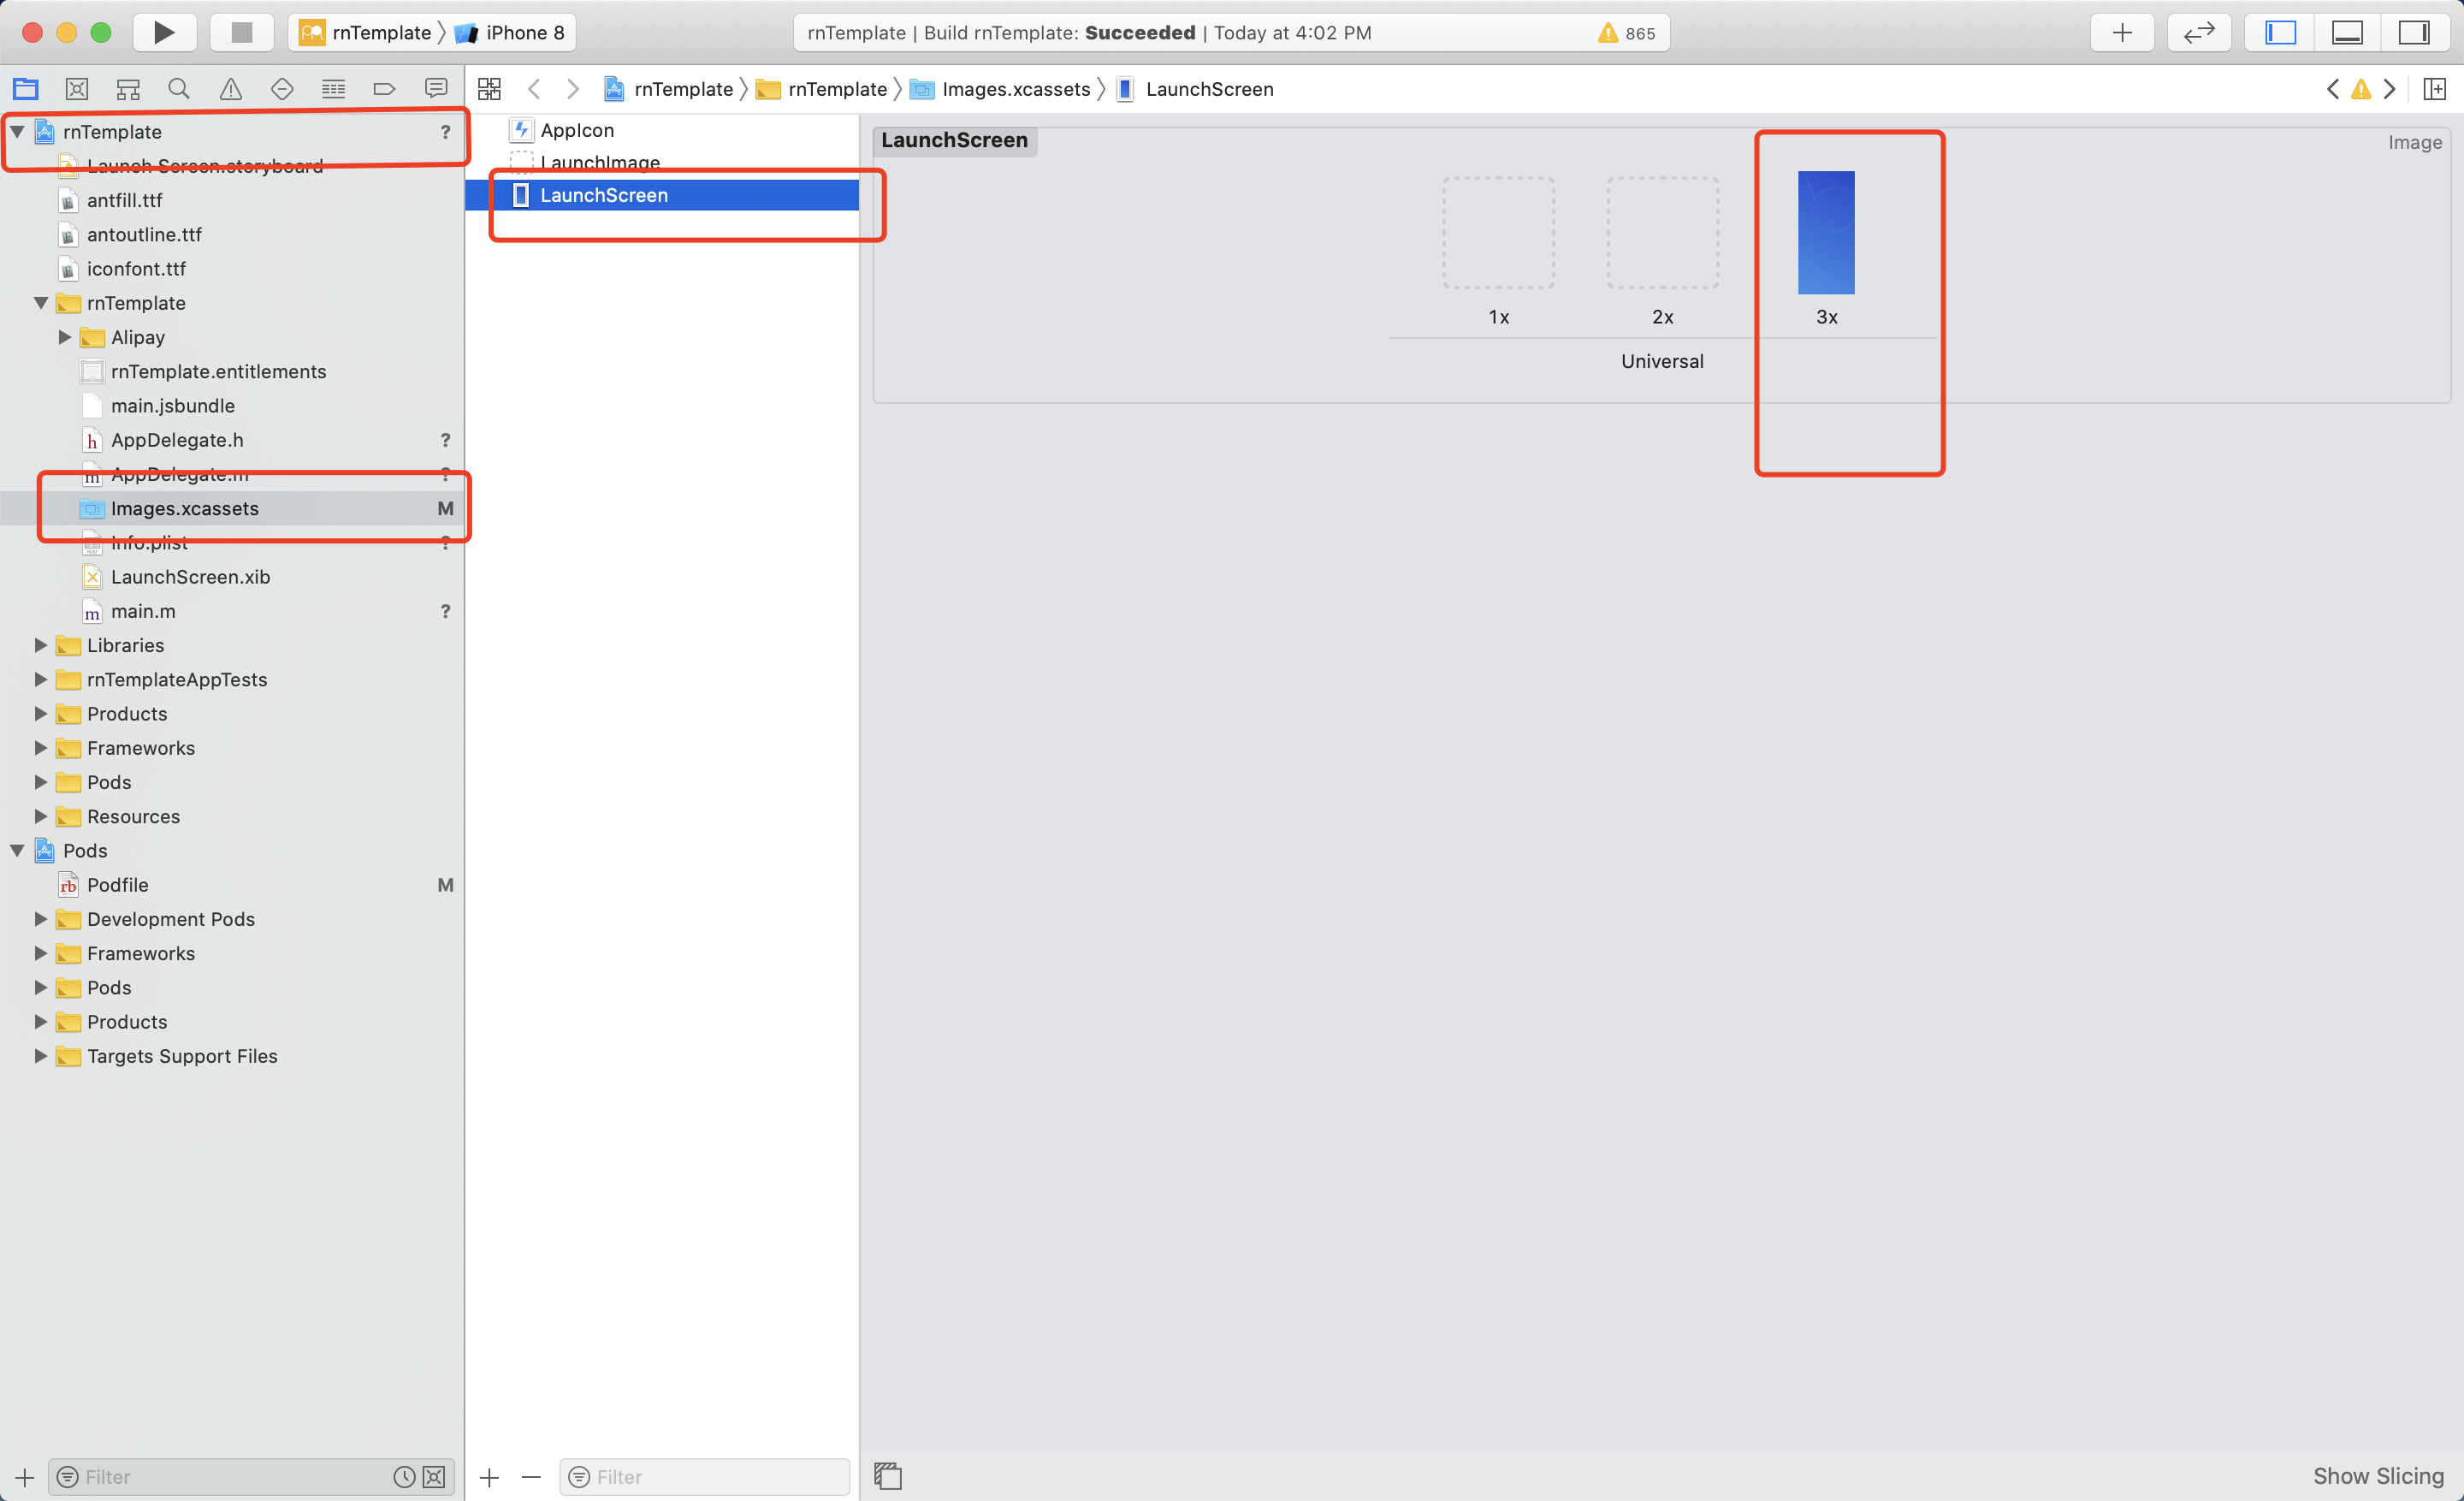 rnTemplate iPhone 8
rnTemplate | Build rnTemplate: Succeeded | Today at 4:02 PM 865
rnTemplate rnTemplate Images.xcassets LaunchScreen
rnTemplate ?
Launch Screen.storyboard
antfill.ttf
antoutline.ttf
iconfont.ttf
rnTemplate
Alipay
rnTemplate.entitlements
main.jsbundle
h AppDelegate.h ?
m AppDelegate.m ?
Images.xcassets M
Info.plist ?
LaunchScreen.xib
m main.m ?
Libraries
rnTemplateAppTests
Products
Frameworks
Pods
Resources
Pods
rb Podfile M
Development Pods
Frameworks
Pods
Products
Targets Support Files
Filter
AppIcon
LaunchImage
LaunchScreen
Filter
LaunchScreen
Image
1x 2x 3x
Universal
Show Slicing